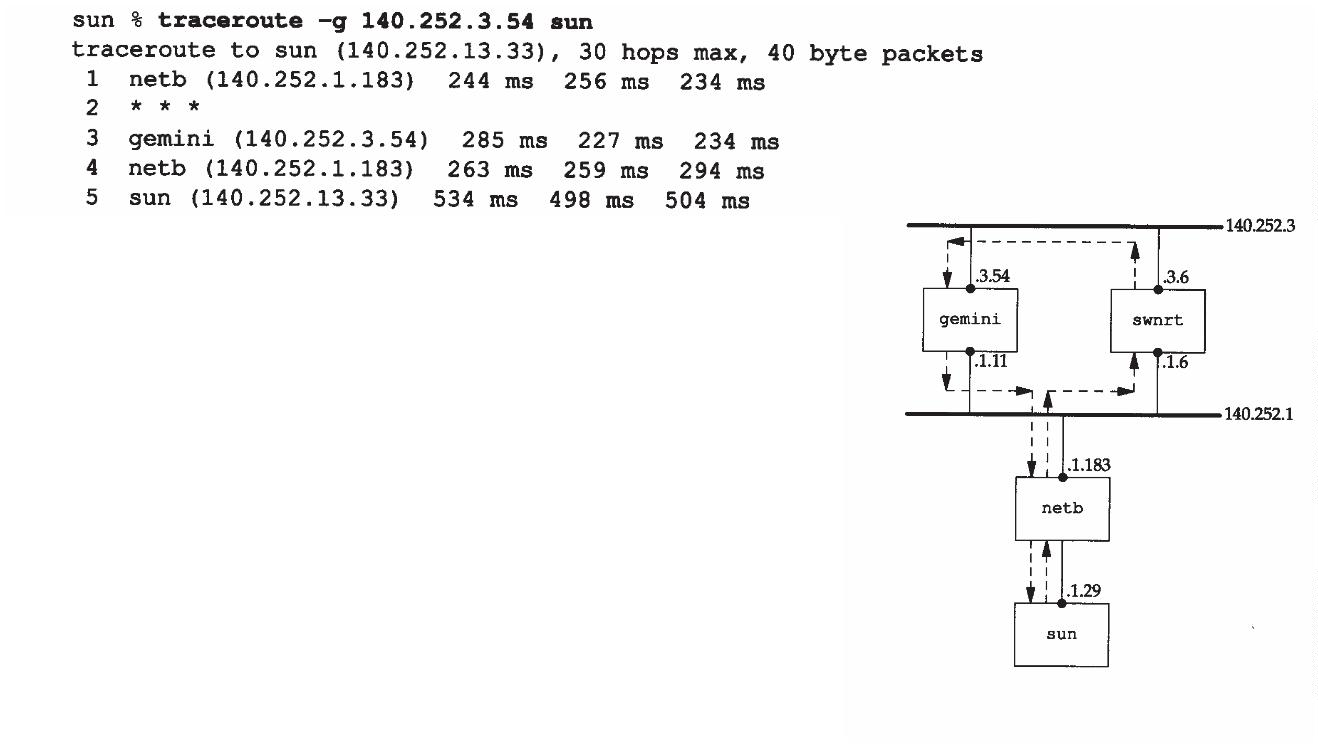 sun % traceroute -g 140.252.3.54 sun
traceroute to sun (140.252.13.33), 30 hops max, 40 byte packets
1 netb (140.252.1.183) 244 ms 256 ms 234 ms
2 * * *
3 gemini (140.252.3.54) 285 ms 227 ms 234 ms
4 netb (140.252.1.183) 263 ms 259 ms 294 ms
5 sun (140.252.13.33) 534 ms 498 ms 504 ms
140.252.3
.3.54
.3.6
gemini
swnrt
.1.11
.1.6
140.252.1
.1.183
netb
.1.29
sun